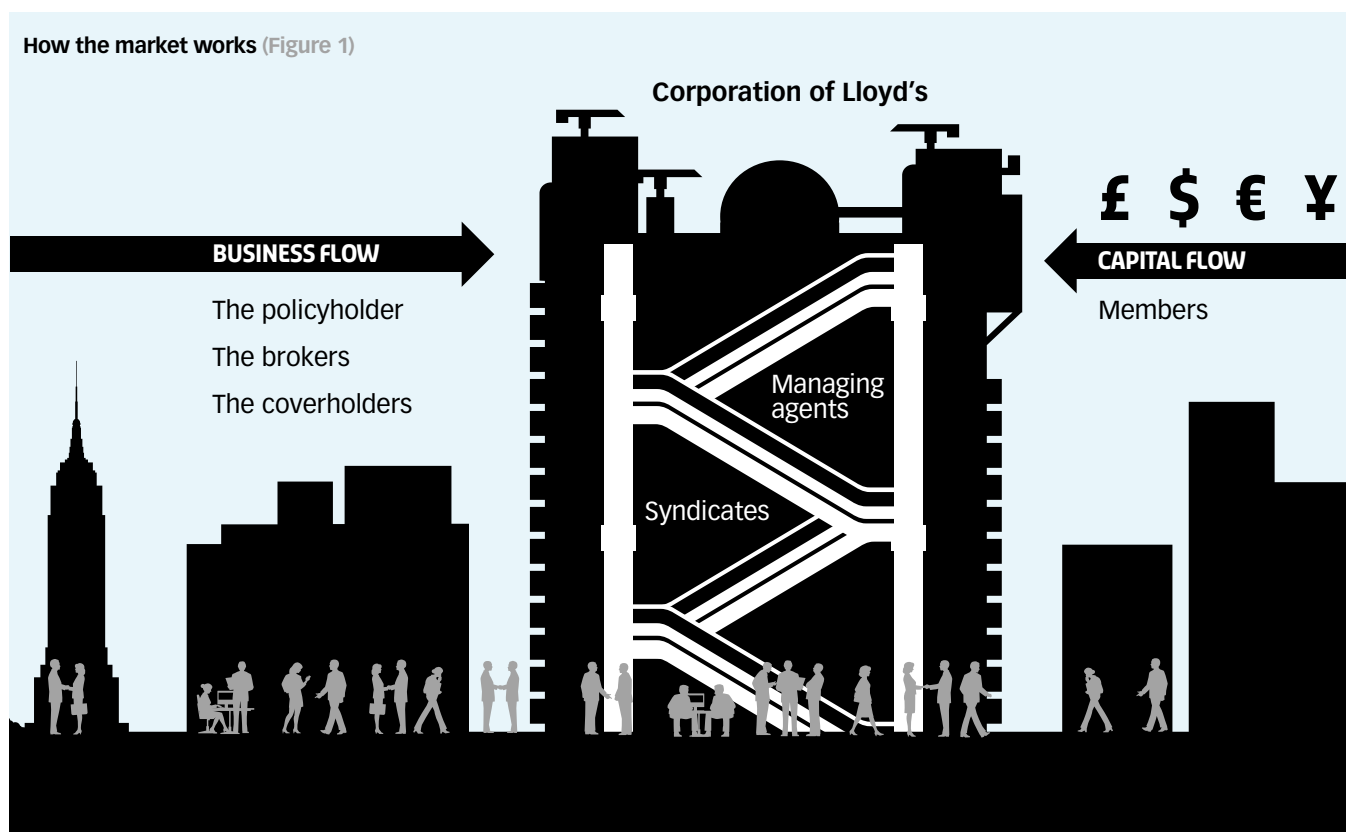 How the market works (Figure 1)
Corporation of Lloyd's
£ $ € ¥
BUSINESS FLOW
CAPITAL FLOW
The policyholder
The brokers
The coverholders
Members
Managing
agents
Syndicates